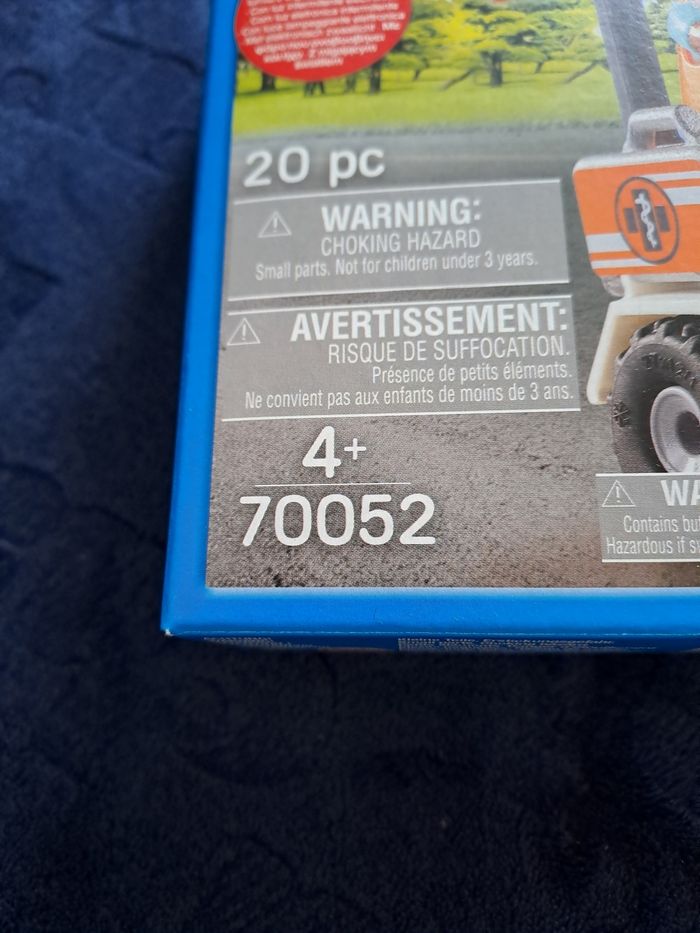 20 pc
WARNING:
CHOKING HAZARD
Small parts. Not for children under 3 years.
AVERTISSEMENT:
RISQUE DE SUFFOCATION.
Présence de petits éléments.
Ne convient pas aux enfants de moins de 3 ans.
4+
70052
WA
Contains bu
Hazardous if s